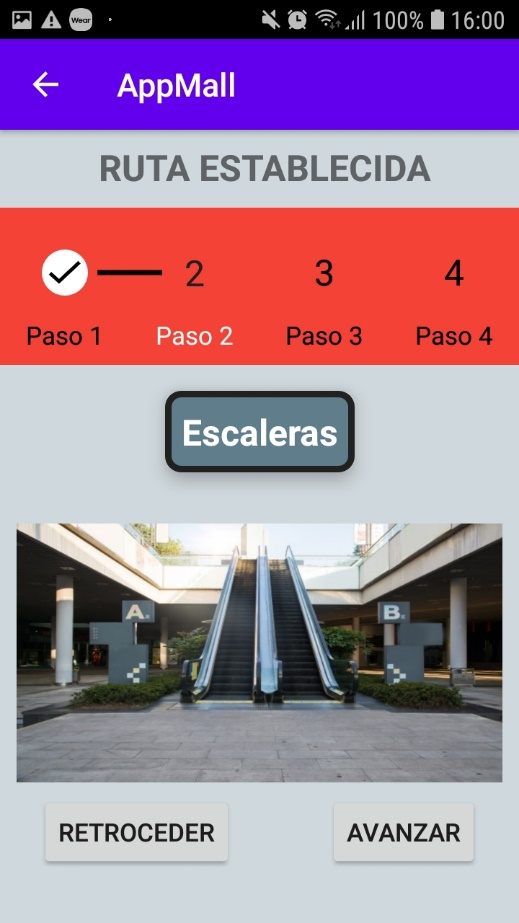 Wear
100% 16:00
AppMall
RUTA ESTABLECIDA
2 3 4
Paso 1 Paso 2 Paso 3 Paso 4
Escaleras
A. B.
RETROCEDER AVANZAR